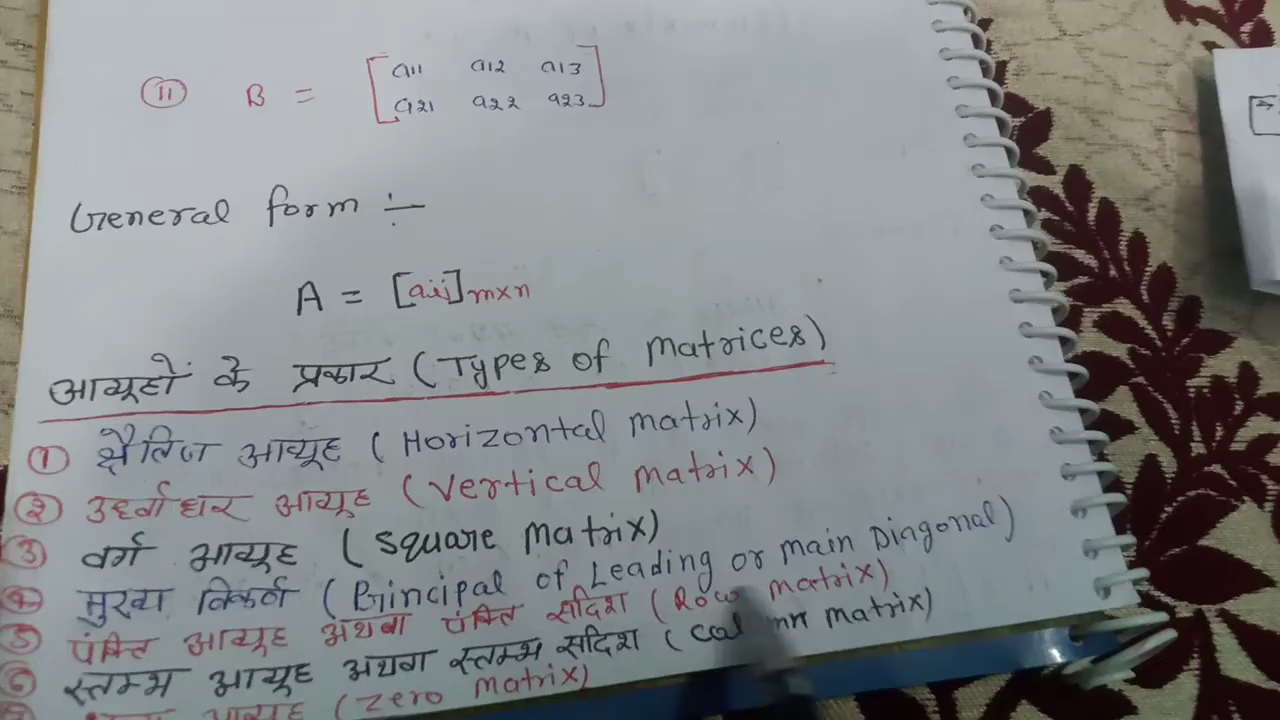 (ii) B = [a11 a12 a13
a21 a22 a23]
General form :-
A = [aij]m×n
आव्यूहों के प्रकार (Types of Matrices)
① क्षैतिज आव्यूह (Horizontal matrix)
② उर्ध्वाधर आव्यूह (Vertical matrix)
③ वर्ग आव्यूह (square Matrix)
④ मुख्य विकर्ण (Principal of Leading or main Diagonal)
⑤ पंक्ति आव्यूह अथवा पंक्ति सदिश (Row matrix)
⑥ स्तम्भ आव्यूह अथवा स्तम्भ सदिश (matrix)
आव्यूह (Zero matrix)